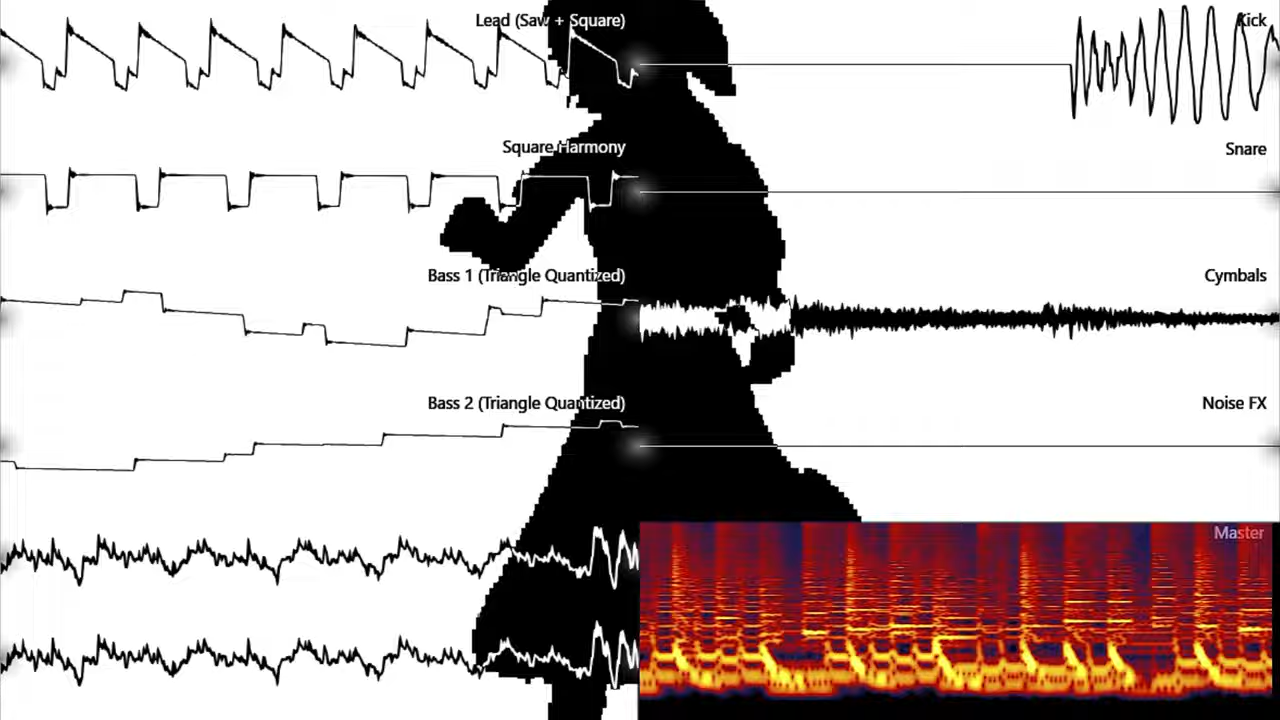 Lead (Saw + Square)
Kick
Square Harmony
Snare
Bass 1 (Triangle Quantized)
Cymbals
Bass 2 (Triangle Quantized)
Noise FX
Master